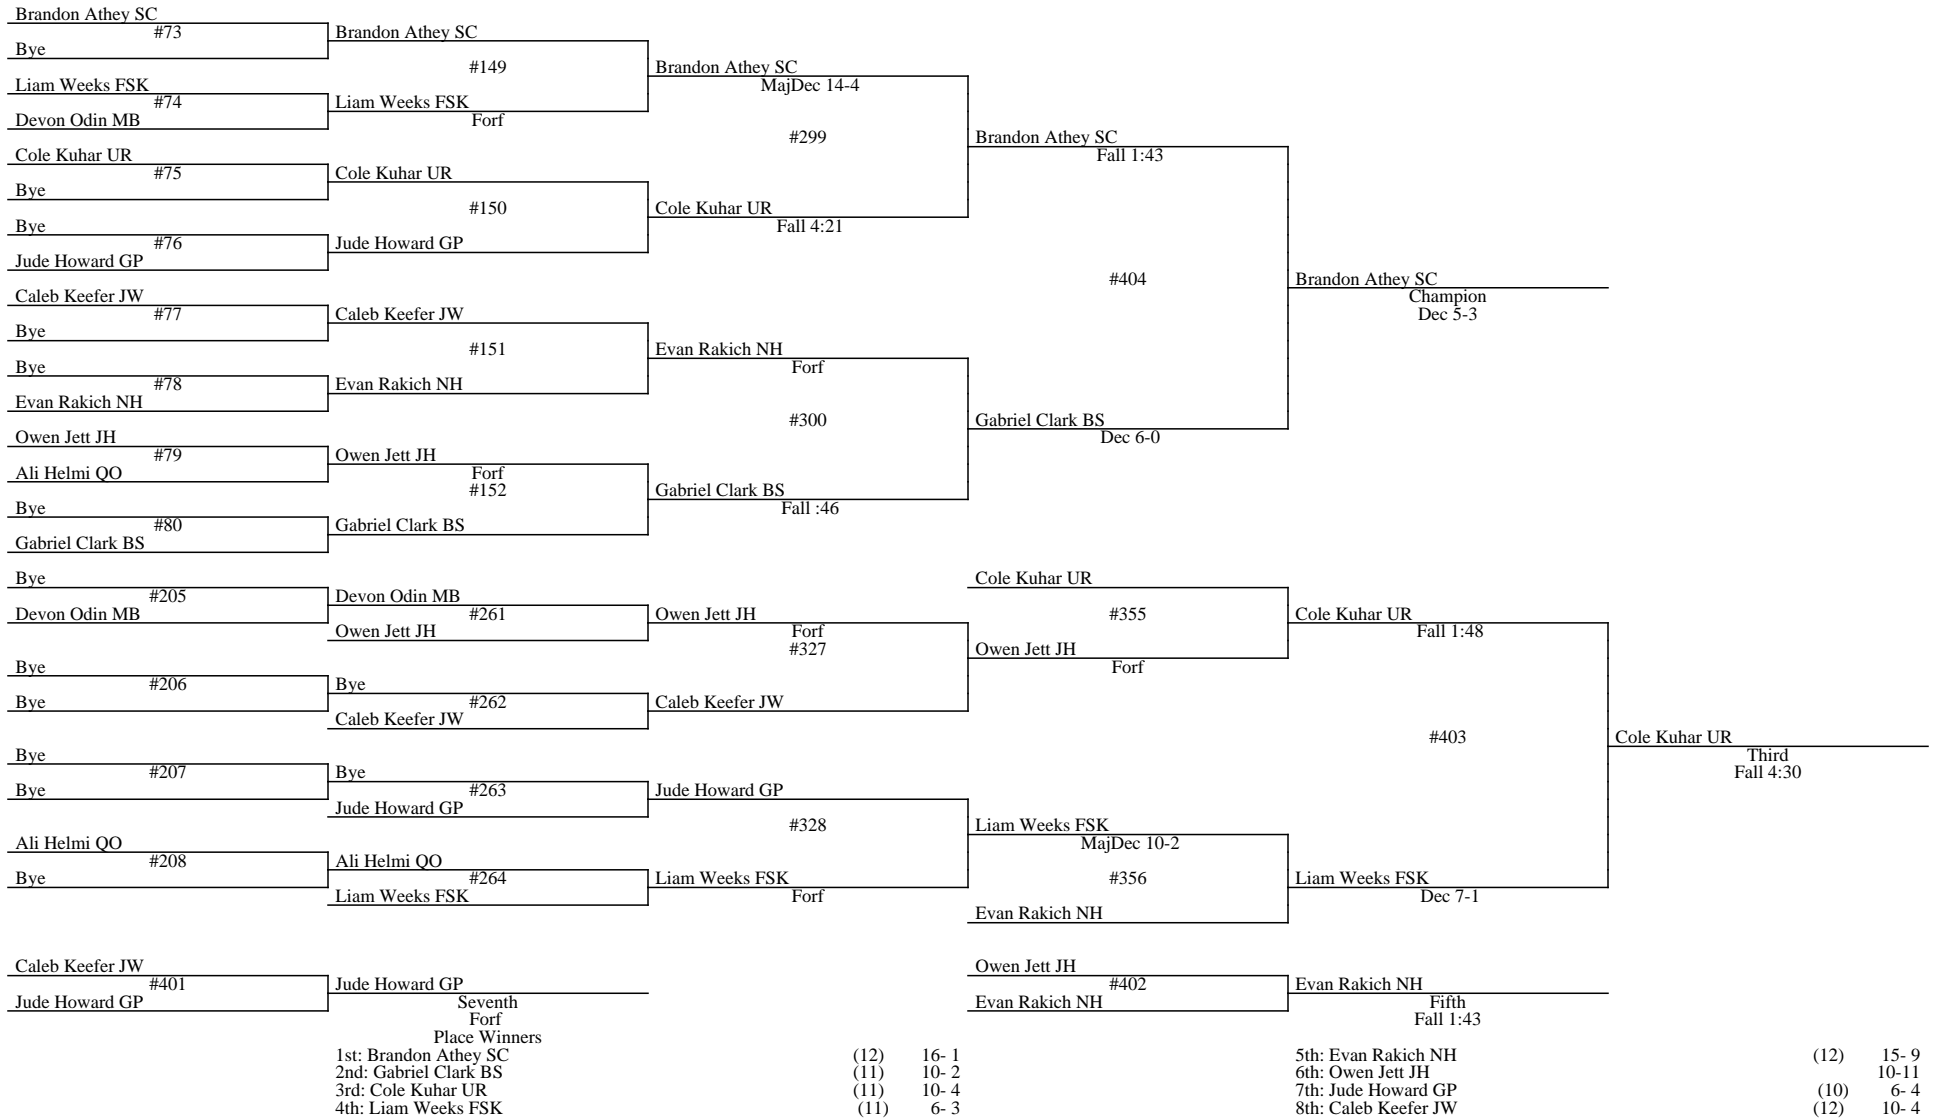 Brandon Athey SC
#73
Bye
Brandon Athey SC
#149
Liam Weeks FSK
#74
Devon Odin MB
Liam Weeks FSK
Forf
Brandon Athey SC
MajDec 14-4
#299
Cole Kuhar UR
#75
Bye
Cole Kuhar UR
#150
Bye
#76
Jude Howard GP
Jude Howard GP
Cole Kuhar UR
Fall 4:21
Brandon Athey SC
Fall 1:43
#404
Caleb Keefer JW
#77
Bye
Caleb Keefer JW
#151
Bye
#78
Evan Rakich NH
Evan Rakich NH
Evan Rakich NH
Forf
#300
Owen Jett JH
#79
Ali Helmi QO
Owen Jett JH
Forf
#152
Bye
#80
Gabriel Clark BS
Gabriel Clark BS
Gabriel Clark BS
Fall :46
Gabriel Clark BS
Dec 6-0
Brandon Athey SC
Champion
Dec 5-3
Bye
#205
Devon Odin MB
Devon Odin MB
#261
Owen Jett JH
Owen Jett JH
Forf
#327
Bye
#206
Bye
Bye
#262
Caleb Keefer JW
Caleb Keefer JW
Cole Kuhar UR
#355
Owen Jett JH
Forf
Cole Kuhar UR
Fall 1:48
#403
Bye
#207
Bye
Bye
#263
Jude Howard GP
Jude Howard GP
#328
Ali Helmi QO
#208
Bye
Ali Helmi QO
#264
Liam Weeks FSK
Liam Weeks FSK
Forf
Liam Weeks FSK
MajDec 10-2
#356
Evan Rakich NH
Liam Weeks FSK
Dec 7-1
Cole Kuhar UR
Third
Fall 4:30
Caleb Keefer JW
#401
Jude Howard GP
Jude Howard GP
Seventh
Forf
Owen Jett JH
#402
Evan Rakich NH
Evan Rakich NH
Fifth
Fall 1:43
Place Winners
1st: Brandon Athey SC (12) 16- 1
2nd: Gabriel Clark BS (11) 10- 2
3rd: Cole Kuhar UR (11) 10- 4
4th: Liam Weeks FSK (11) 6- 3
5th: Evan Rakich NH (12) 15- 9
6th: Owen Jett JH 10-11
7th: Jude Howard GP (10) 6- 4
8th: Caleb Keefer JW (12) 10- 4